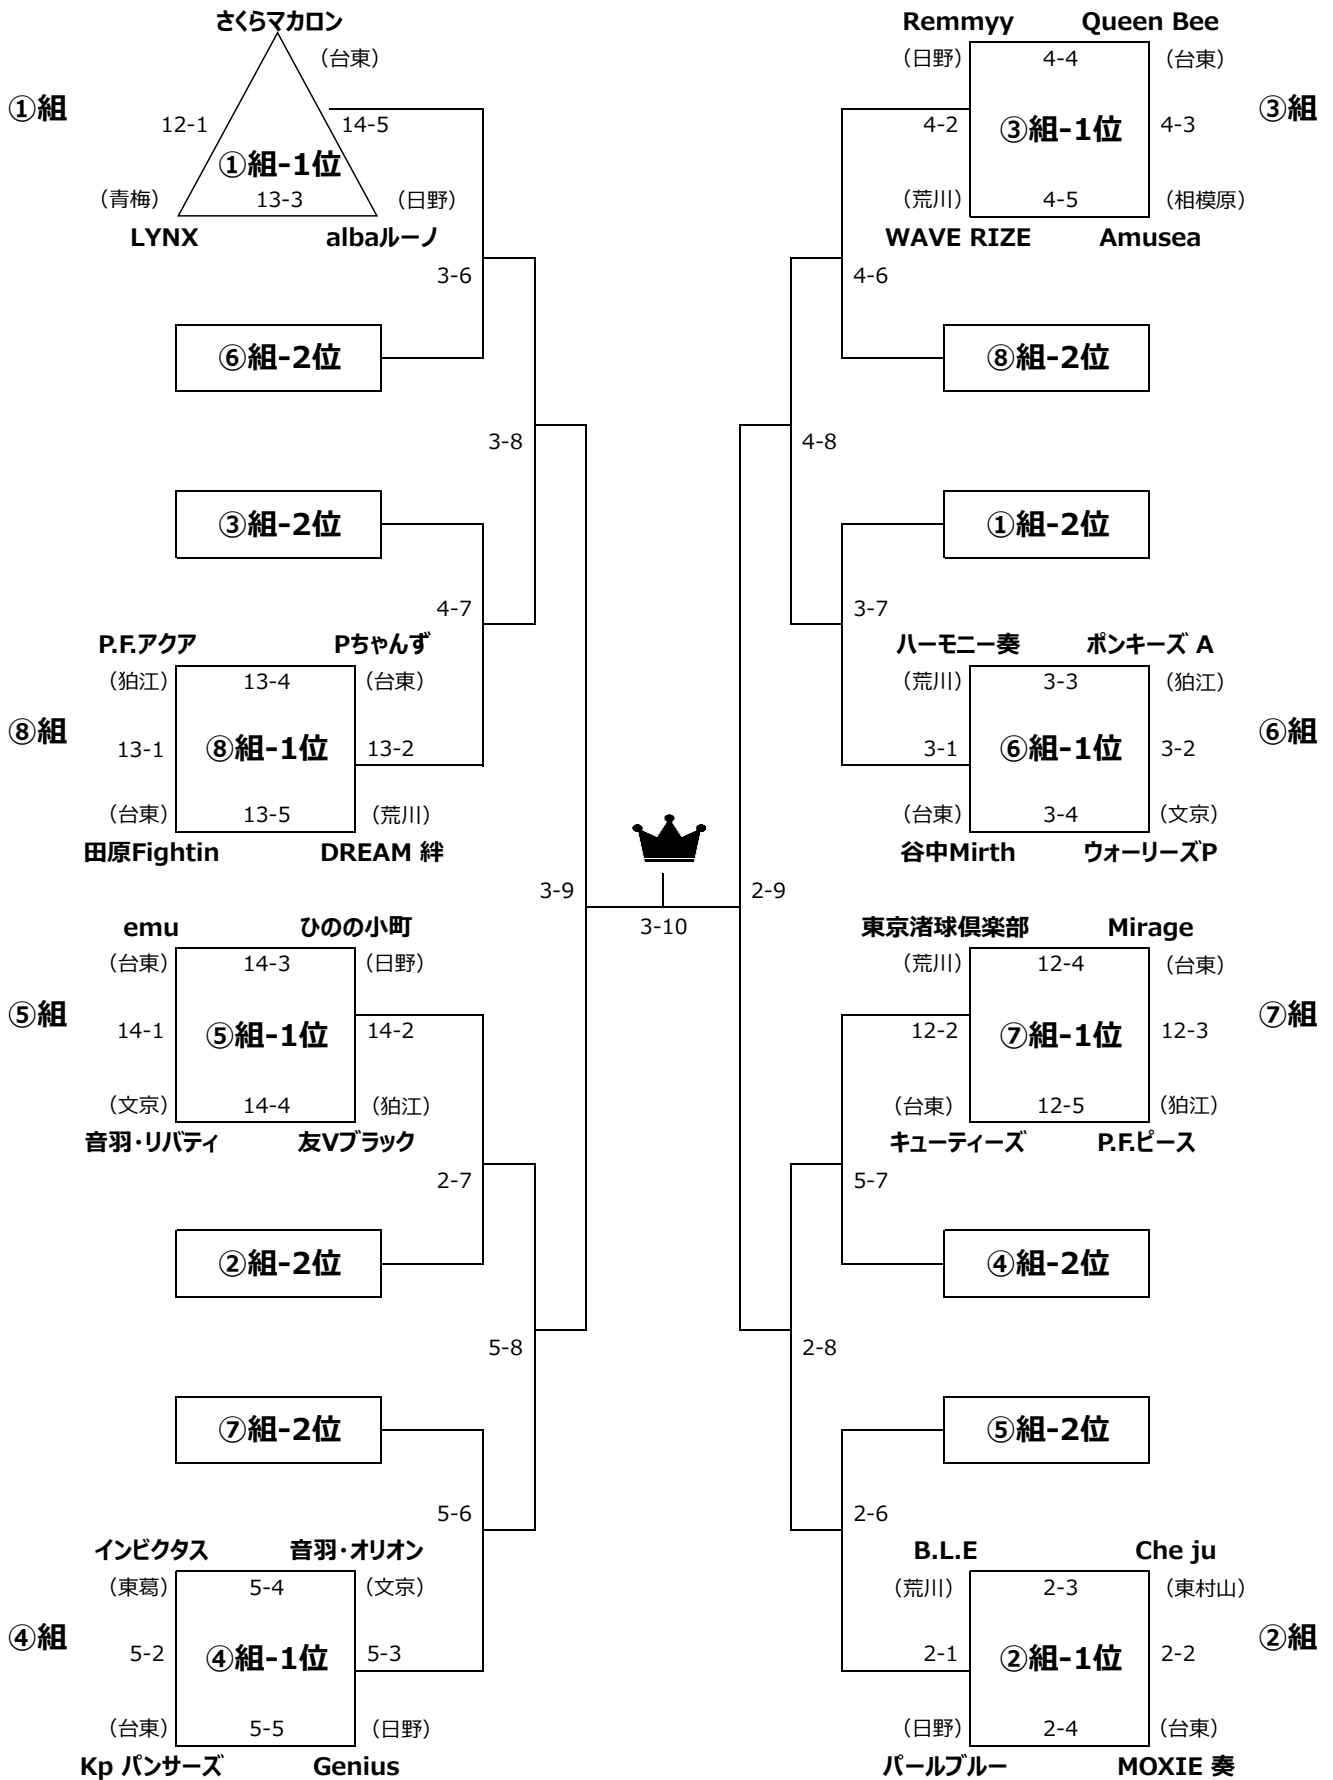 さくらマカロン
（台東）
①組
12-1
14-5
①組-1位
（青梅）
13-3
（日野）
LYNX
albaルーノ
3-6
⑥組-2位
3-8
③組-2位
4-7
P.F.アクア
Pちゃんず
（狛江）
13-4
（台東）
⑧組
13-1
⑧組-1位
13-2
（台東）
13-5
（荒川）
田原Fightin
DREAM 絆
3-9
emu
ひのの小町
（台東）
14-3
（日野）
⑤組
14-1
⑤組-1位
14-2
（文京）
14-4
（狛江）
音羽・リバティ
友Vブラック
2-7
②組-2位
5-8
⑦組-2位
5-6
インビクタス
音羽・オリオン
（東葛）
5-4
（文京）
④組
5-2
④組-1位
5-3
（台東）
5-5
（日野）
Kp パンサーズ
Genius
3-10
Remmyy
Queen Bee
（日野）
4-4
（台東）
③組
4-2
③組-1位
4-3
（荒川）
4-5
（相模原）
WAVE RIZE
Amusea
4-6
⑧組-2位
4-8
①組-2位
3-7
ハーモニー奏
ポンキーズ A
（荒川）
3-3
（狛江）
⑥組
3-1
⑥組-1位
3-2
（台東）
3-4
（文京）
谷中Mirth
ウォーリーズP
2-9
東京渚球倶楽部
Mirage
（荒川）
12-4
（台東）
⑦組
12-2
⑦組-1位
12-3
（台東）
12-5
（狛江）
キューティーズ
P.F.ピース
5-7
④組-2位
2-8
⑤組-2位
2-6
B.L.E
Che ju
（荒川）
2-3
（東村山）
②組
2-1
②組-1位
2-2
（日野）
2-4
（台東）
パールブルー
MOXIE 奏